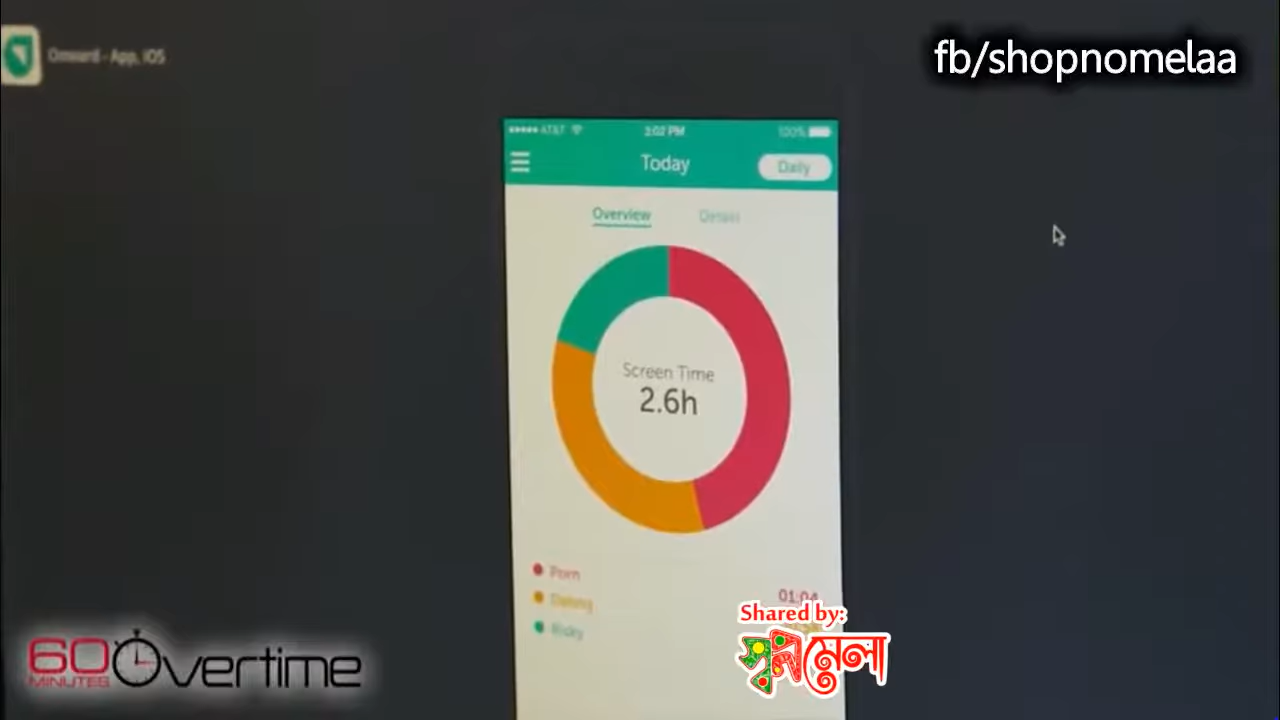 Onward - App, iOS
fb/shopnomelaa
AT&T 3:02 PM 100%
Today
Daily
Overview Detail
Screen Time
2.6h
Porn 01:04
Dating
Risky
Shared by:
স্বপ্নমেলা
60 Overtime
MINUTES